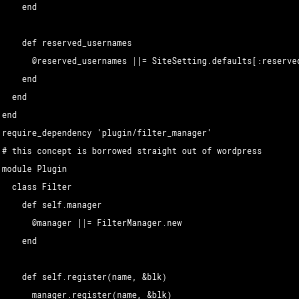 end
def reserved_usernames
@reserved_usernames ||= SiteSetting.defaults[:reserved
end
end
end
require_dependency 'plugin/filter_manager'
# this concept is borrowed straight out of wordpress
module Plugin
class Filter
def self.manager
@manager ||= FilterManager.new
end
def self.register(name, &blk)
manager.register(name, &blk)